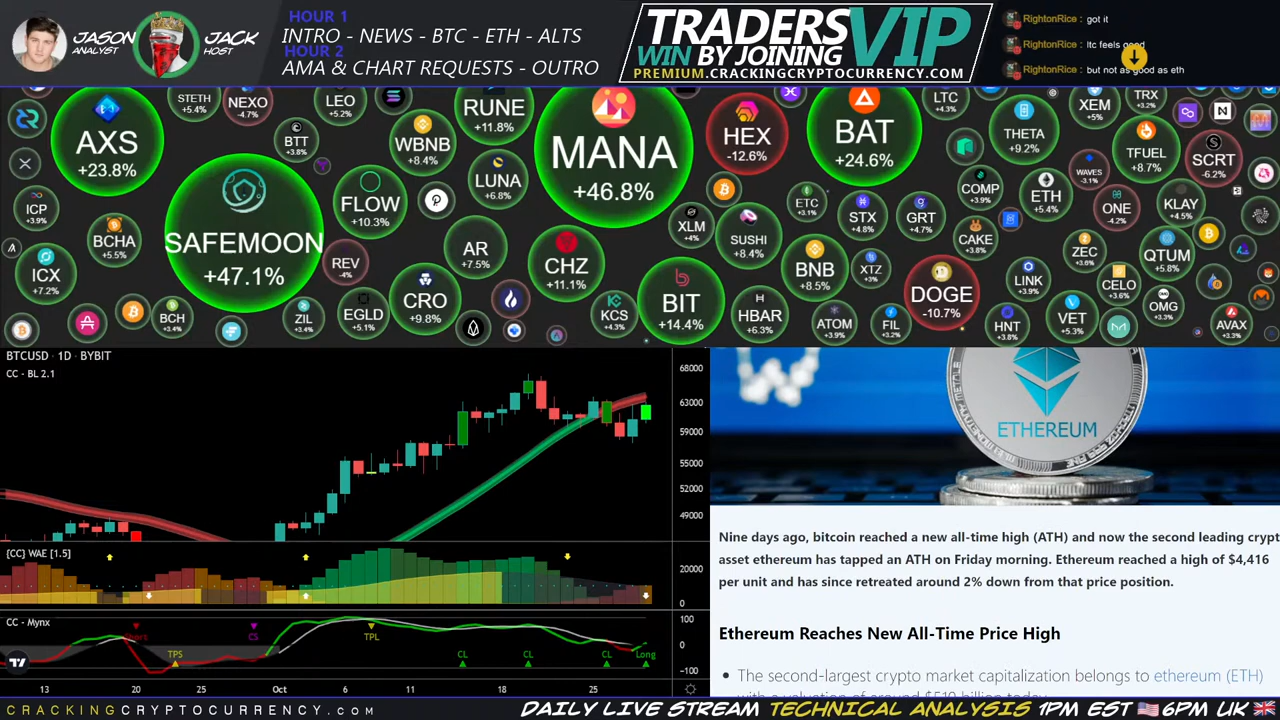 JASON
ANALYST
JACK
HOST
HOUR 1
INTRO - NEWS - BTC - ETH - ALTS
HOUR 2
AMA & CHART REQUESTS - OUTRO
TRADERS VIP
WIN BY JOINING
PREMIUM.CRACKINGCRYPTOCURRENCY.COM
RightonRice : got it
RightonRice : ltc feels good
RightonRice : but not as good as eth
AXS
+23.8%
STETH
+5.4%
NEXO
-4.7%
LEO
+5.2%
BTT
+3.8%
WBNB
+8.4%
RUNE
+11.8%
LUNA
+6.8%
MANA
+46.8%
HEX
-12.6%
BAT
+24.6%
LTC
+4.3%
THETA
+9.2%
XEM
+5%
TRX
+3.2%
TFUEL
+8.7%
SCRT
-6.2%
WAVES
-3.1%
ICP
+3.9%
BCHA
+5.5%
SAFEMOON
+47.1%
FLOW
+10.3%
REV
-4%
AR
+7.5%
CHZ
+11.1%
XLM
+4%
SUSHI
+8.4%
ETC
+3.1%
STX
+4.8%
GRT
+4.7%
COMP
+3.9%
ETH
+5.4%
ONE
-4.2%
KLAY
+4.5%
CAKE
+3.8%
ZEC
+3.6%
QTUM
+5.8%
ICX
+7.2%
BCH
+3.4%
ZIL
+3.4%
EGLD
+5.1%
CRO
+9.8%
KCS
+4.3%
BIT
+14.4%
HBAR
+6.3%
BNB
+8.5%
XTZ
+3%
ATOM
+3.9%
FIL
+3.2%
DOGE
-10.7%
LINK
+3.9%
HNT
+3.8%
VET
+5.3%
CELO
+3.6%
OMG
+3.3%
AVAX
+3.3%
BTCUSD · 1D · BYBIT
CC - BL 2.1
68000
63000
59000
55000
52000
49000
{CC} WAE [1.5]
20000
0
CC - Mynx
Short
TPS
CS
TPL
CL
CL
CL
Long
100
0
-100
13
20
25
Oct
6
11
18
25
ETHEREUM
Nine days ago, bitcoin reached a new all-time high (ATH) and now the second leading crypt
asset ethereum has tapped an ATH on Friday morning. Ethereum reached a high of $4,416
per unit and has since retreated around 2% down from that price position.
Ethereum Reaches New All-Time Price High
• The second-largest crypto market capitalization belongs to ethereum (ETH)
with a valuation of around $519 billion today
CRACKINGCRYPTOCURRENCY.com
DAILY LIVE STREAM TECHNICAL ANALYSIS 1PM EST 6PM UK